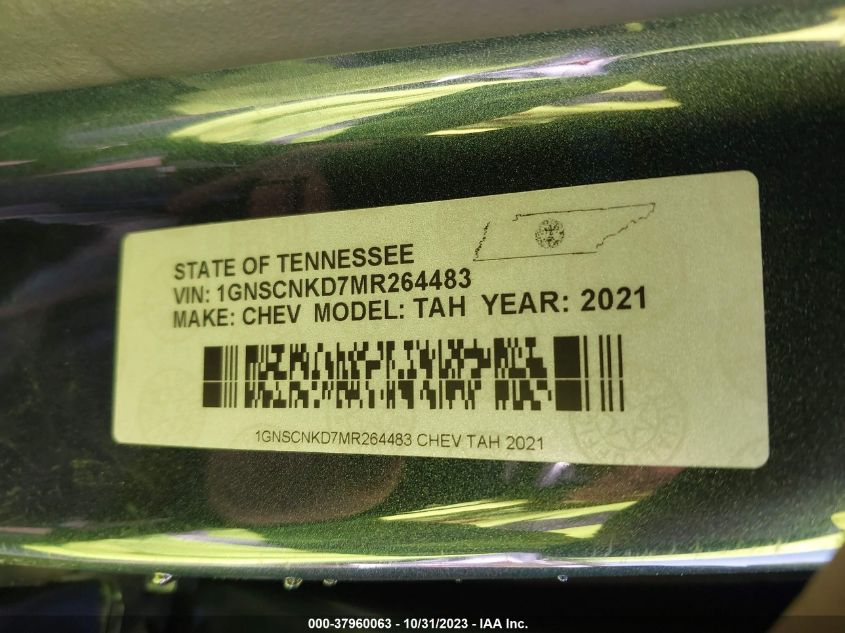 STATE OF TENNESSEE
VIN: 1GNSCNKD7MR264483
MAKE: CHEV MODEL: TAH YEAR: 2021
1GNSCNKD7MR264483 CHEV TAH 2021
000-37960063 - 10/31/2023 - IAA Inc.